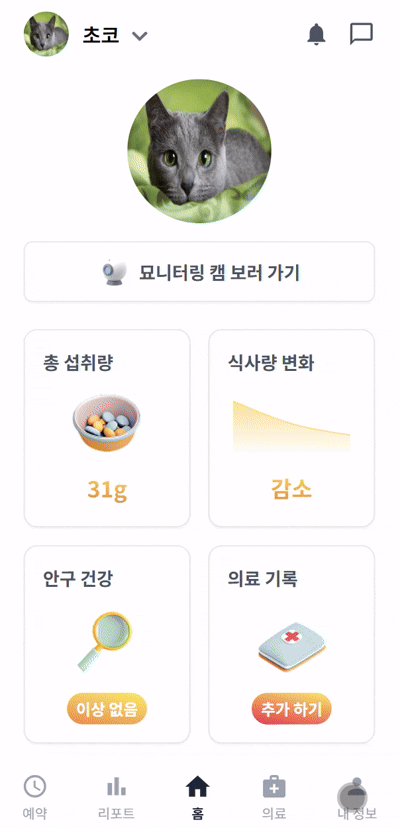 초코
묘니터링 캠 보러 가기
총 섭취량
식사량 변화
31g
감소
안구 건강
의료 기록
이상 없음
추가 하기
예약
리포트
홈
의료
내 정보